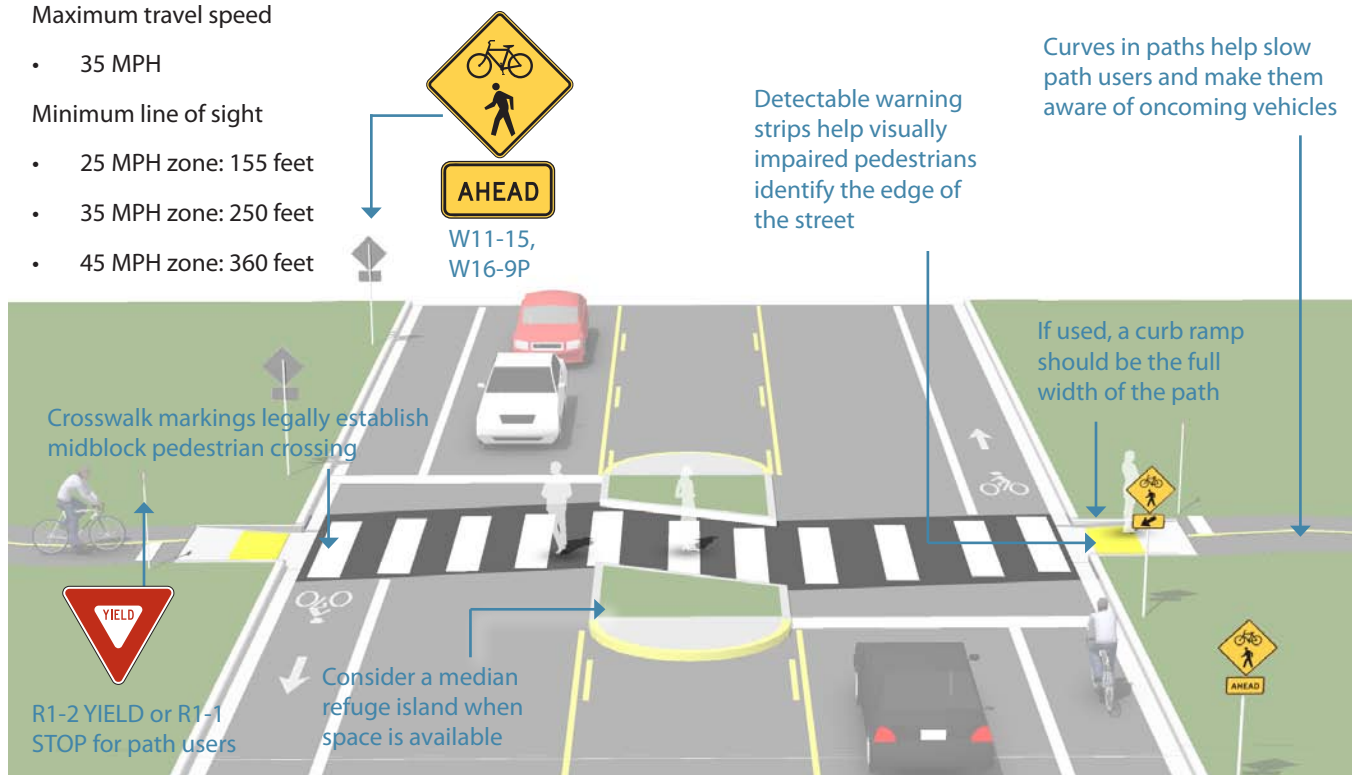 Maximum travel speed
• 35 MPH
Minimum line of sight
• 25 MPH zone: 155 feet
• 35 MPH zone: 250 feet
• 45 MPH zone: 360 feet
AHEAD
W11-15,
W16-9P
Detectable warning
strips help visually
impaired pedestrians
identify the edge of
the street
Curves in paths help slow
path users and make them
aware of oncoming vehicles
If used, a curb ramp
should be the full
width of the path
Crosswalk markings legally establish
midblock pedestrian crossing
YIELD
R1-2 YIELD or R1-1
STOP for path users
Consider a median
refuge island when
space is available
AHEAD